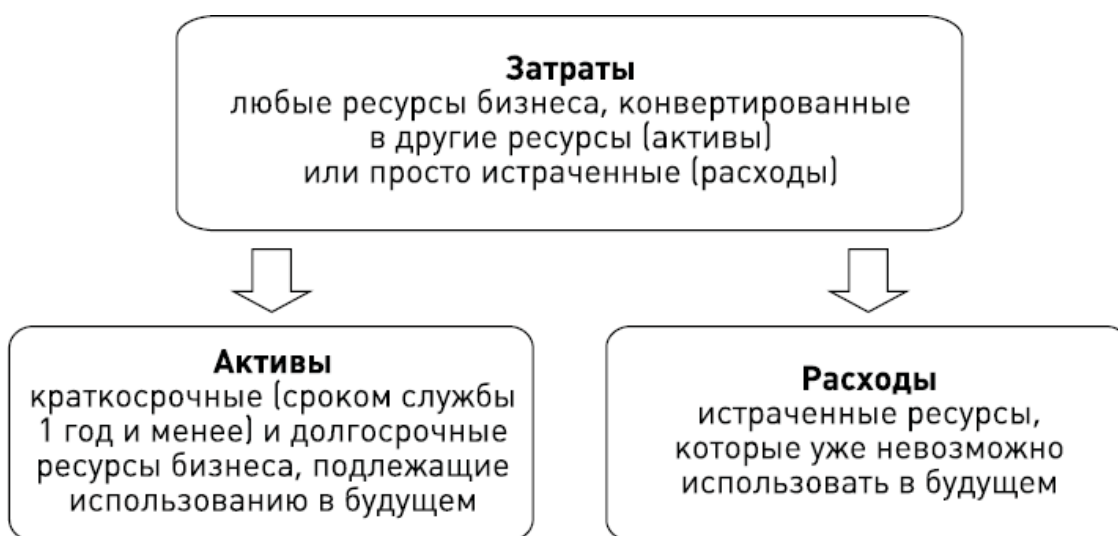 Затраты
любые ресурсы бизнеса, конвертированные
в другие ресурсы (активы)
или просто истраченные (расходы)
Активы
краткосрочные (сроком службы
1 год и менее) и долгосрочные
ресурсы бизнеса, подлежащие
использованию в будущем
Расходы
истраченные ресурсы,
которые уже невозможно
использовать в будущем